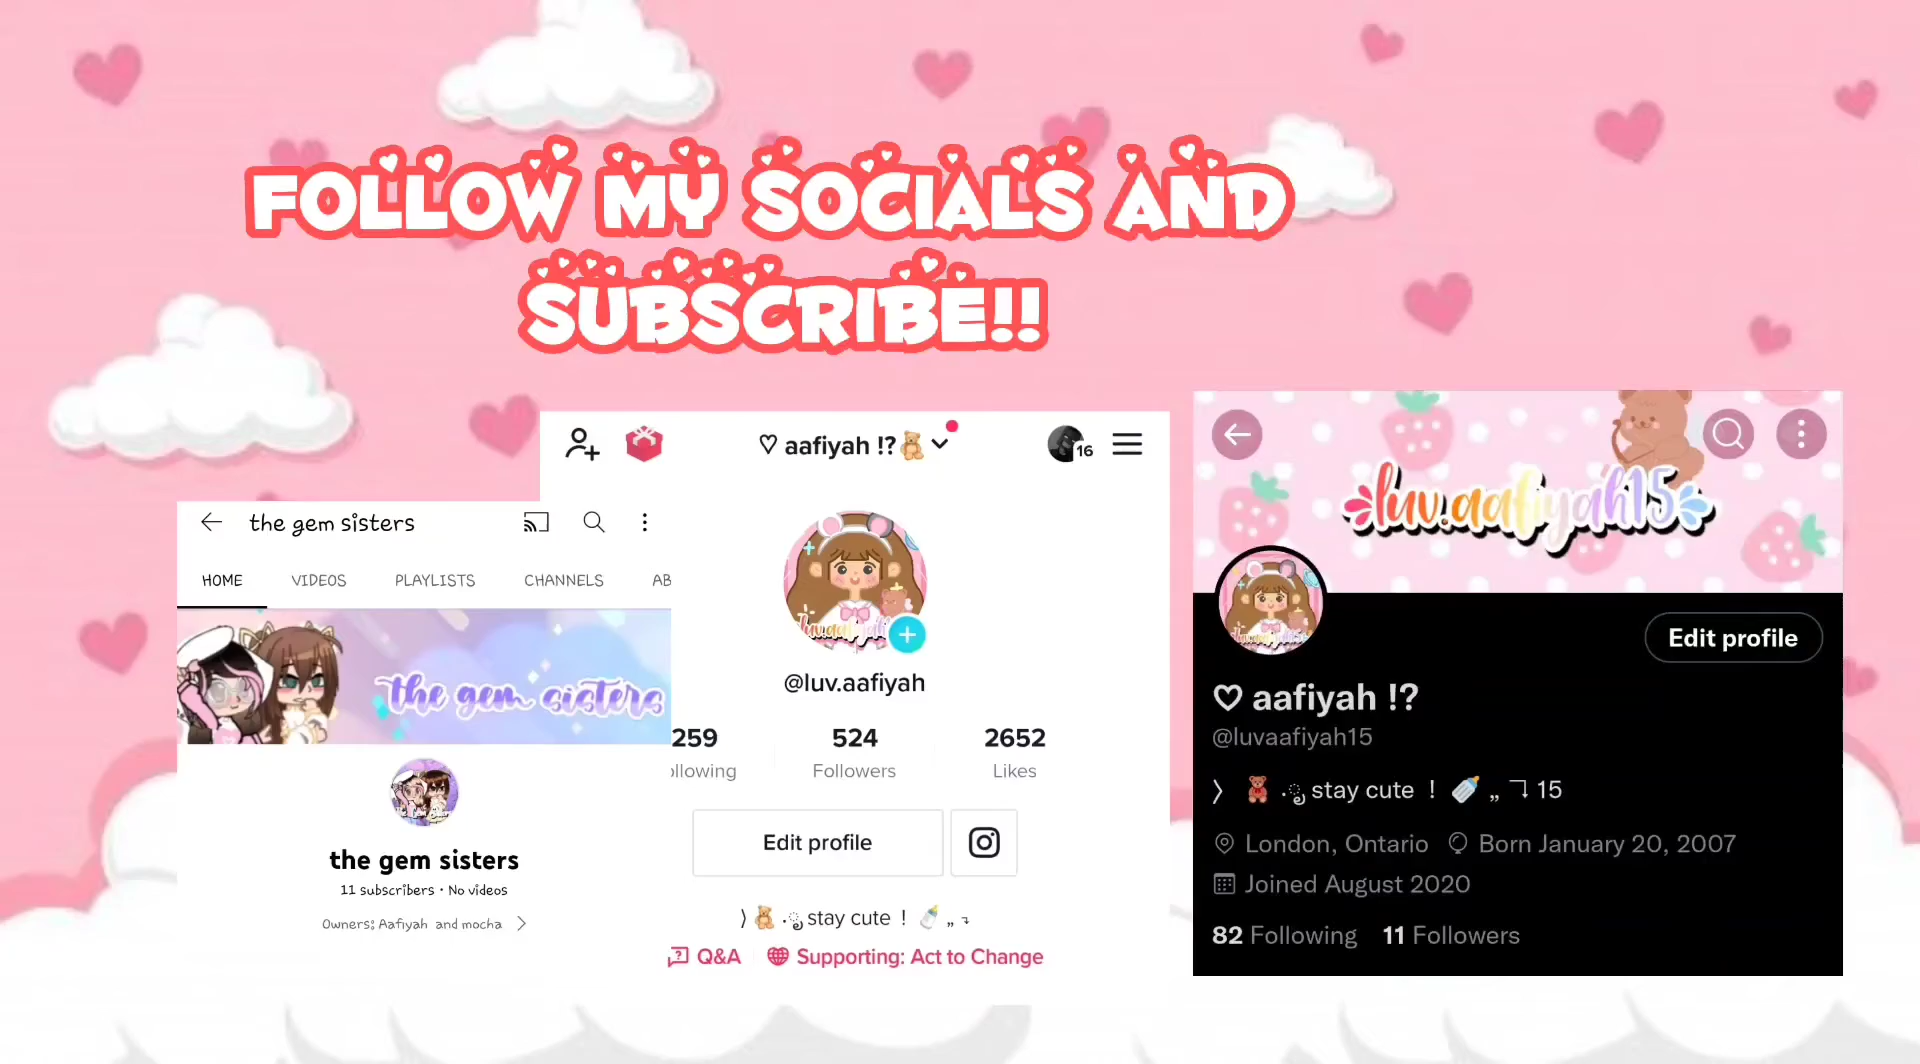 FOLLOW MY SOCIALS AND
SUBSCRIBE!!
the gem sisters
HOME VIDEOS PLAYLISTS CHANNELS AB
the gem sisters
the gem sisters
11 subscribers • No videos
Owners; Aafiyah and mocha
♡ aafiyah !?🧸
16
luv.aafiyah
@luv.aafiyah
259 524 2652
ollowing Followers Likes
Edit profile
⟩ 🧸 .ೃ stay cute ! 🍼 „ ⤵
Q&A Supporting: Act to Change
luv.aafiyah15
Edit profile
♡ aafiyah !?
@luvaafiyah15
⟩ 🧸 .ೃ stay cute ! 🍼 „ ⤵ 15
London, Ontario Born January 20, 2007
Joined August 2020
82 Following 11 Followers